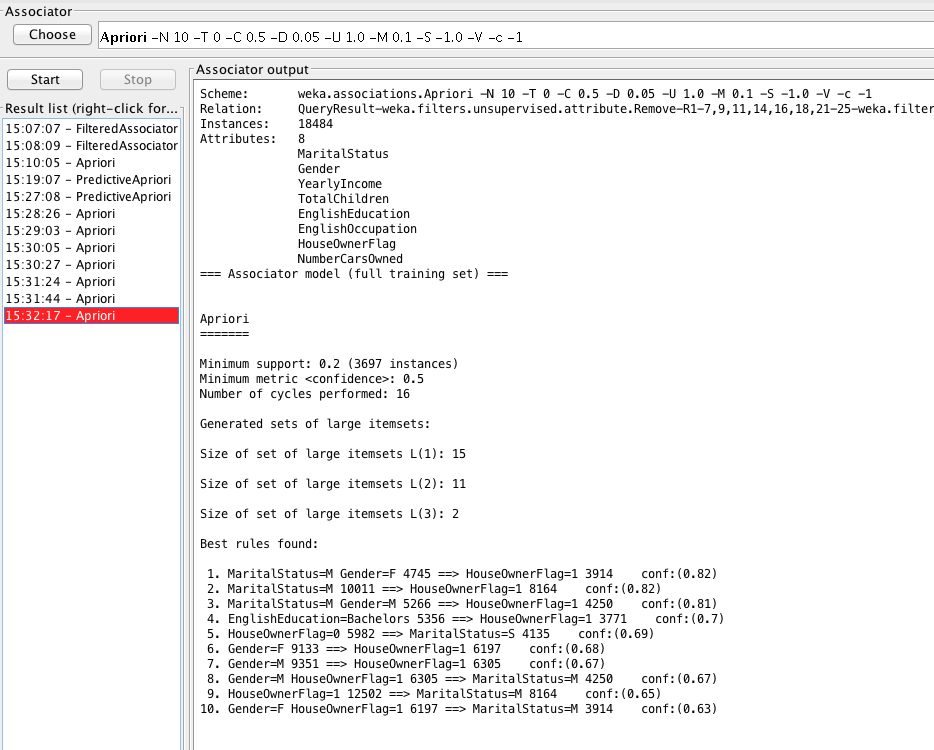 Associator
Choose
Apriori -N 10 -T 0 -C 0.5 -D 0.05 -U 1.0 -M 0.1 -S -1.0 -V -c -1
Start
Stop
Result list (right-click for...
15:07:07 - FilteredAssociator
15:08:09 - FilteredAssociator
15:10:05 - Apriori
15:19:07 - PredictiveApriori
15:27:08 - PredictiveApriori
15:28:26 - Apriori
15:29:03 - Apriori
15:30:05 - Apriori
15:30:27 - Apriori
15:31:24 - Apriori
15:31:44 - Apriori
15:32:17 - Apriori
Associator output
Scheme: weka.associations.Apriori -N 10 -T 0 -C 0.5 -D 0.05 -U 1.0 -M 0.1 -S -1.0 -V -c -1
Relation: QueryResult-weka.filters.unsupervised.attribute.Remove-R1-7,9,11,14,16,18,21-25-weka.filter
Instances: 18484
Attributes: 8
MaritalStatus
Gender
YearlyIncome
TotalChildren
EnglishEducation
EnglishOccupation
HouseOwnerFlag
NumberCarsOwned
=== Associator model (full training set) ===
Apriori
=======
Minimum support: 0.2 (3697 instances)
Minimum metric <confidence>: 0.5
Number of cycles performed: 16
Generated sets of large itemsets:
Size of set of large itemsets L(1): 15
Size of set of large itemsets L(2): 11
Size of set of large itemsets L(3): 2
Best rules found:
1. MaritalStatus=M Gender=F 4745 ==> HouseOwnerFlag=1 3914 conf:(0.82)
2. MaritalStatus=M 10011 ==> HouseOwnerFlag=1 8164 conf:(0.82)
3. MaritalStatus=M Gender=M 5266 ==> HouseOwnerFlag=1 4250 conf:(0.81)
4. EnglishEducation=Bachelors 5356 ==> HouseOwnerFlag=1 3771 conf:(0.7)
5. HouseOwnerFlag=0 5982 ==> MaritalStatus=S 4135 conf:(0.69)
6. Gender=F 9133 ==> HouseOwnerFlag=1 6197 conf:(0.68)
7. Gender=M 9351 ==> HouseOwnerFlag=1 6305 conf:(0.67)
8. Gender=M HouseOwnerFlag=1 6305 ==> MaritalStatus=M 4250 conf:(0.67)
9. HouseOwnerFlag=1 12502 ==> MaritalStatus=M 8164 conf:(0.65)
10. Gender=F HouseOwnerFlag=1 6197 ==> MaritalStatus=M 3914 conf:(0.63)